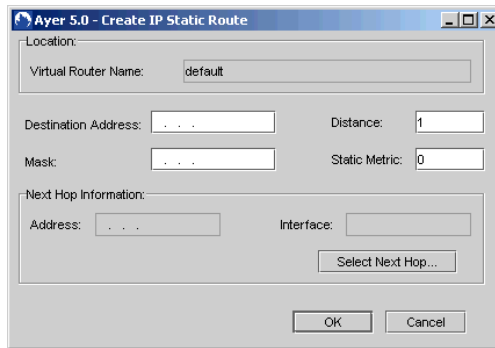 Ayer 5.0 - Create IP Static Route
Location:
Virtual Router Name: default
Destination Address: . . . Distance: 1
Mask: . . . Static Metric: 0
Next Hop Information:
Address: . . . Interface:
Select Next Hop...
OK Cancel